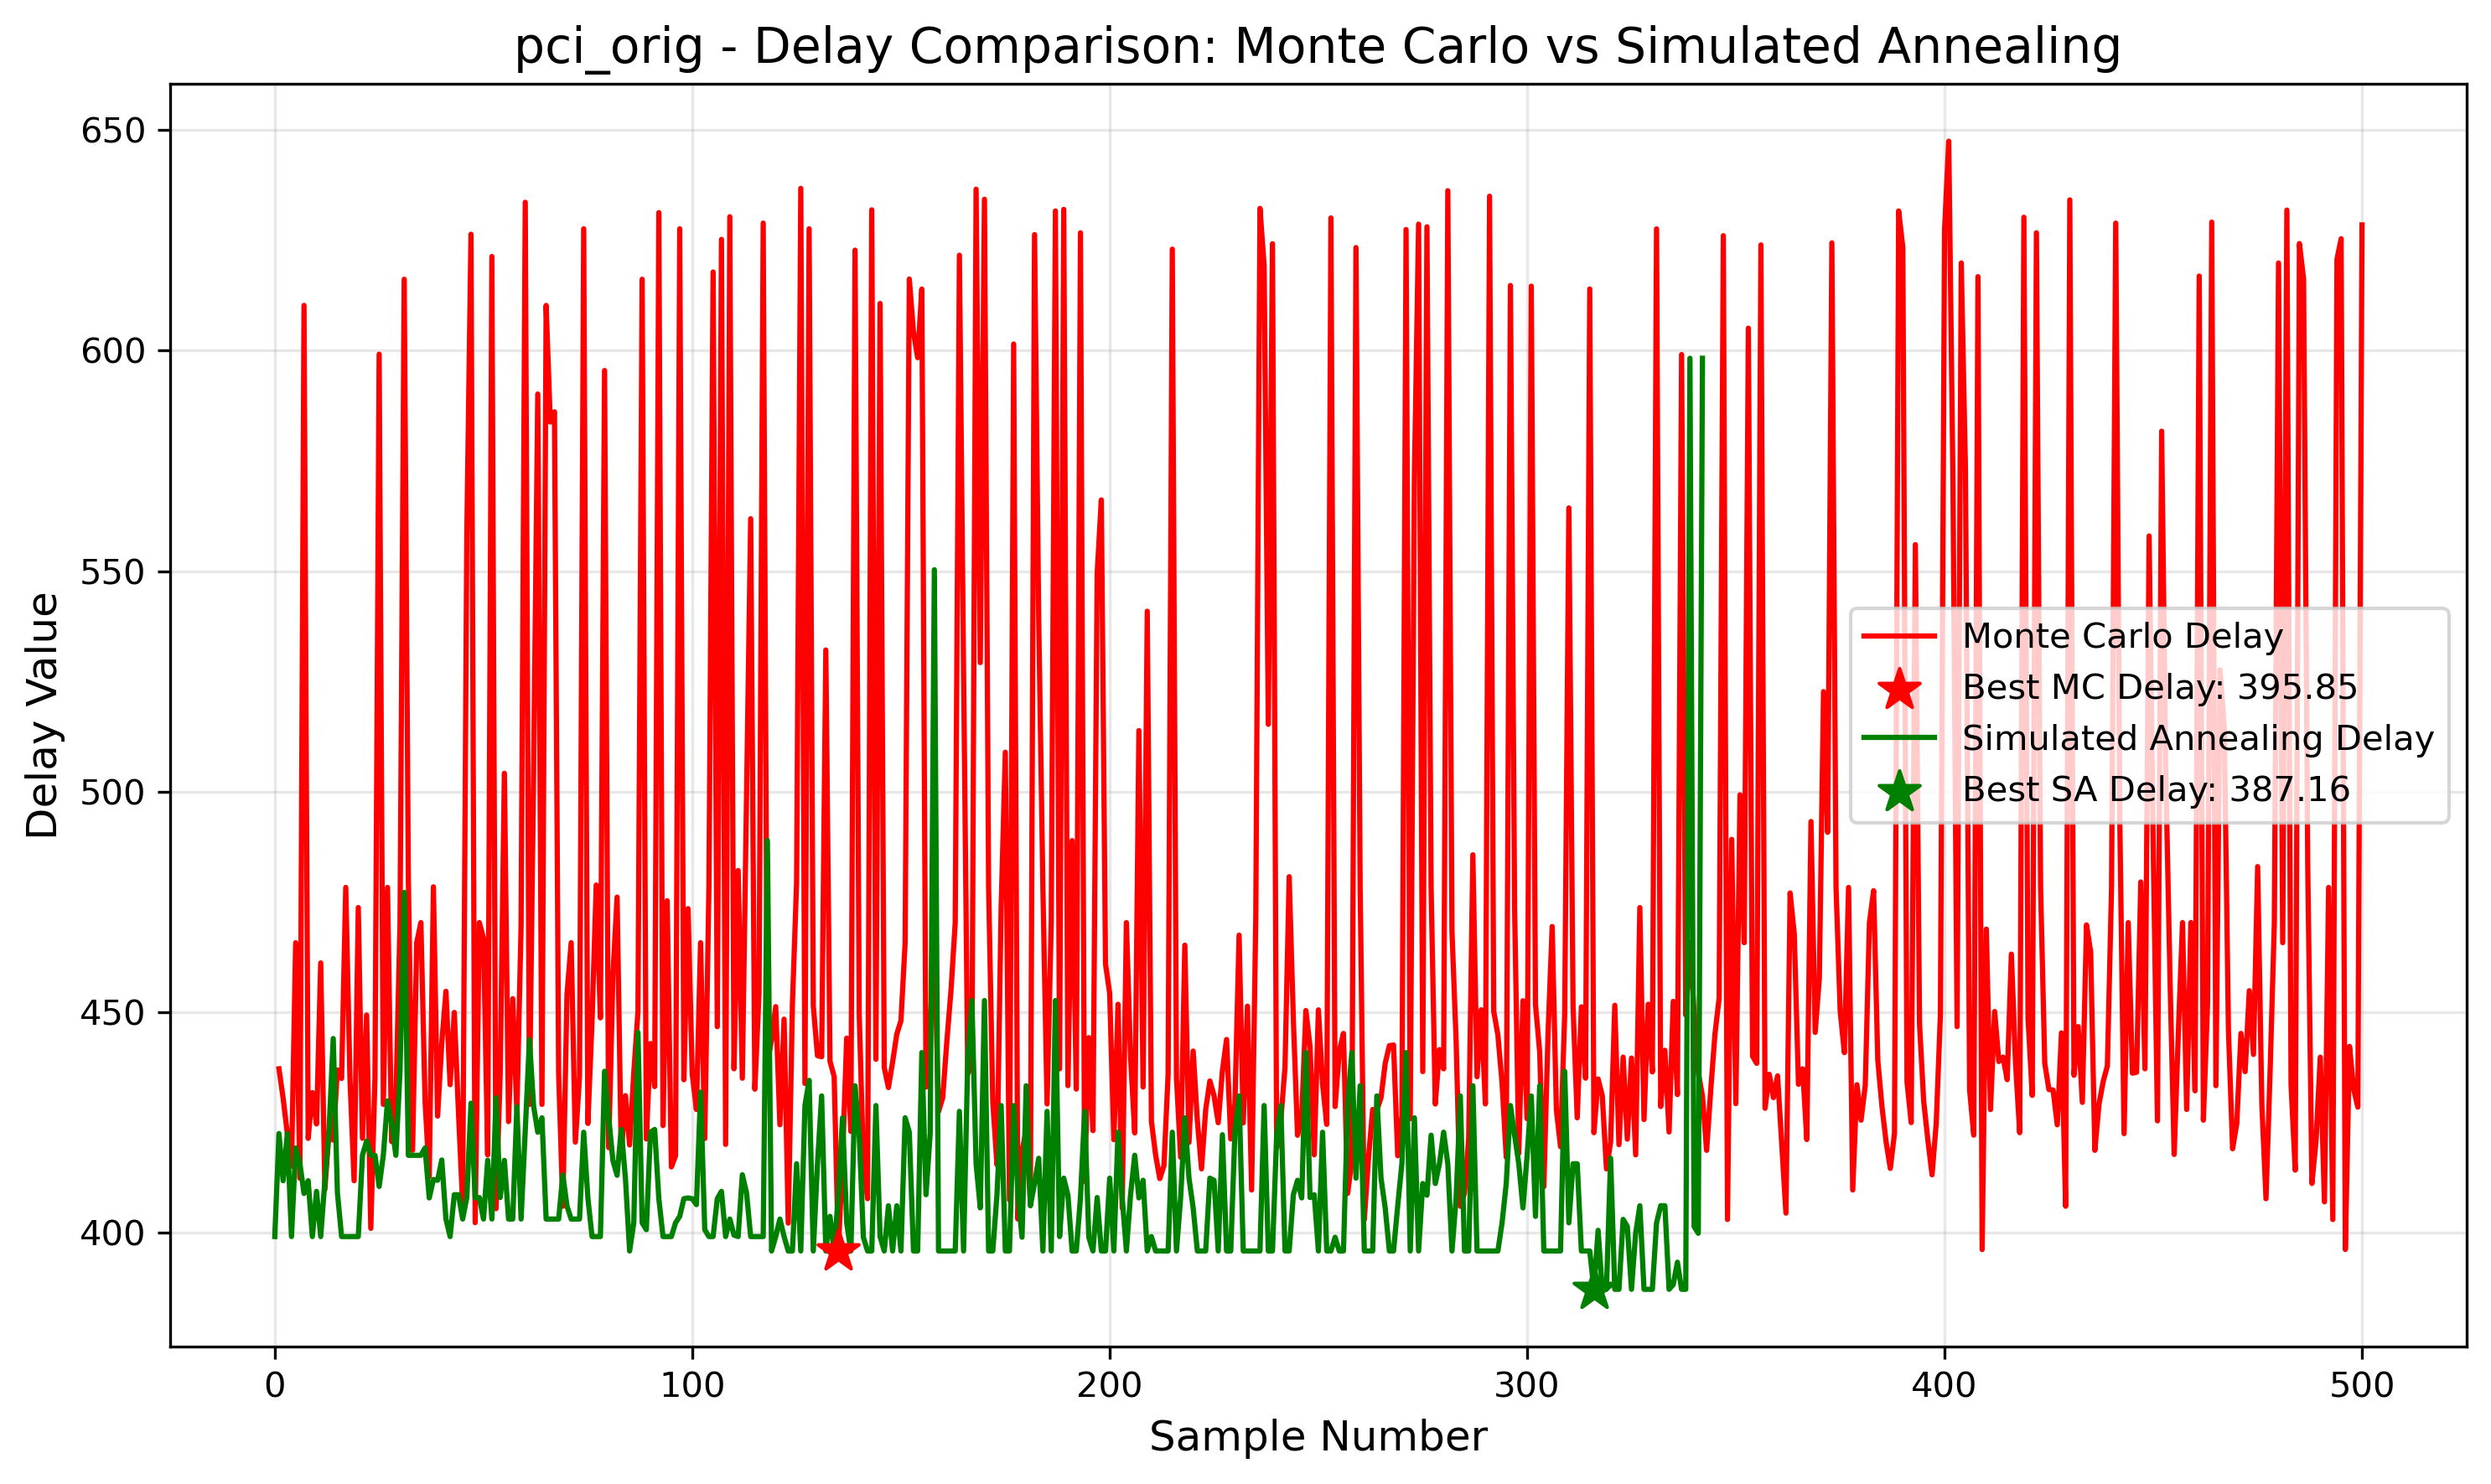 pci_orig - Delay Comparison: Monte Carlo vs Simulated Annealing
650
600
550
500
450
400
Delay Value
Monte Carlo Delay
Best MC Delay: 395.85
Simulated Annealing Delay
Best SA Delay: 387.16
0 100 200 300 400 500
Sample Number